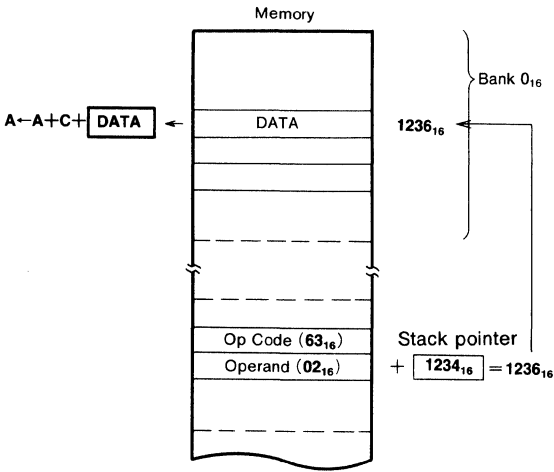 Memory
Bank 0₁₆
A←A+C+ DATA ← DATA 1236₁₆
Op Code (63₁₆) Stack pointer
Operand (02₁₆) + 1234₁₆ =1236₁₆